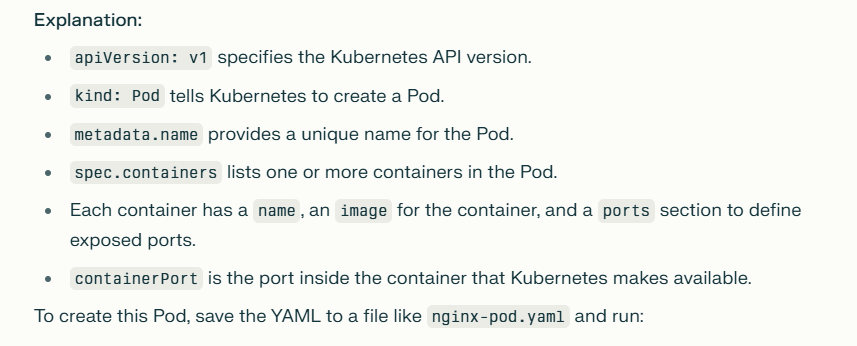 Explanation:
apiVersion: v1 specifies the Kubernetes API version.
kind: Pod tells Kubernetes to create a Pod.
metadata.name provides a unique name for the Pod.
spec.containers lists one or more containers in the Pod.
Each container has a name, an image for the container, and a ports section to define
exposed ports.
containerPort is the port inside the container that Kubernetes makes available.
To create this Pod, save the YAML to a file like nginx-pod.yaml and run: